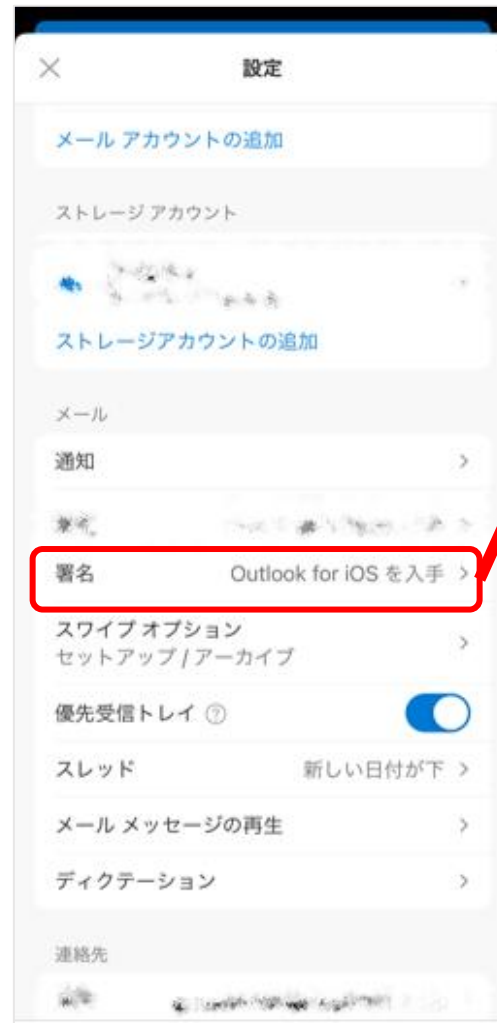 設定
メール アカウントの追加
ストレージ アカウント
ストレージアカウントの追加
メール
通知
署名 Outlook for iOS を入手
スワイプ オプション
セットアップ / アーカイブ
優先受信トレイ
スレッド 新しい日付が下
メール メッセージの再生
ディクテーション
連絡先